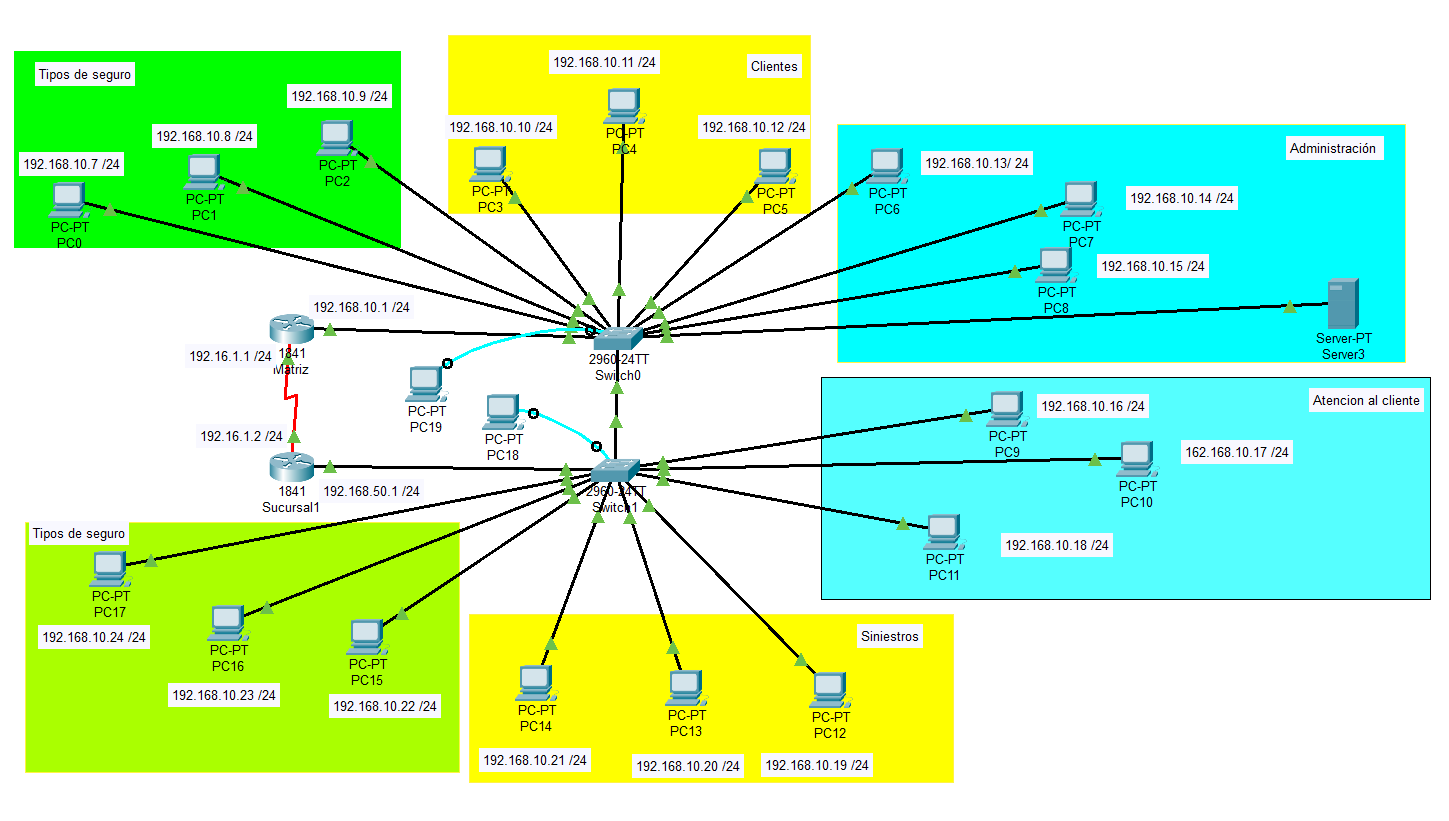 Tipos de seguro
192.168.10.9 /24
192.168.10.8 /24
192.168.10.7 /24
PC-PT
PC2
PC-PT
PC1
PC-PT
PC0
192.168.10.11 /24
Clientes
192.168.10.10 /24
192.168.10.12 /24
PC-PT
PC4
PC-PT
PC3
PC-PT
PC5
Administración
192.168.10.13/ 24
PC-PT
PC6
192.168.10.14 /24
PC-PT
PC7
192.168.10.15 /24
PC-PT
PC8
Server-PT
Server3
192.168.10.1 /24
192.16.1.1 /24
1841
Matriz
2960-24TT
Switch0
PC-PT
PC19
PC-PT
PC18
192.16.1.2 /24
1841
Sucursal1
192.168.50.1 /24
2960-24TT
Switch1
Atencion al cliente
192.168.10.16 /24
PC-PT
PC9
162.168.10.17 /24
PC-PT
PC10
192.168.10.18 /24
PC-PT
PC11
Tipos de seguro
PC-PT
PC17
192.168.10.24 /24
PC-PT
PC16
192.168.10.23 /24
PC-PT
PC15
192.168.10.22 /24
Siniestros
PC-PT
PC14
PC-PT
PC13
PC-PT
PC12
192.168.10.21 /24
192.168.10.20 /24
192.168.10.19 /24